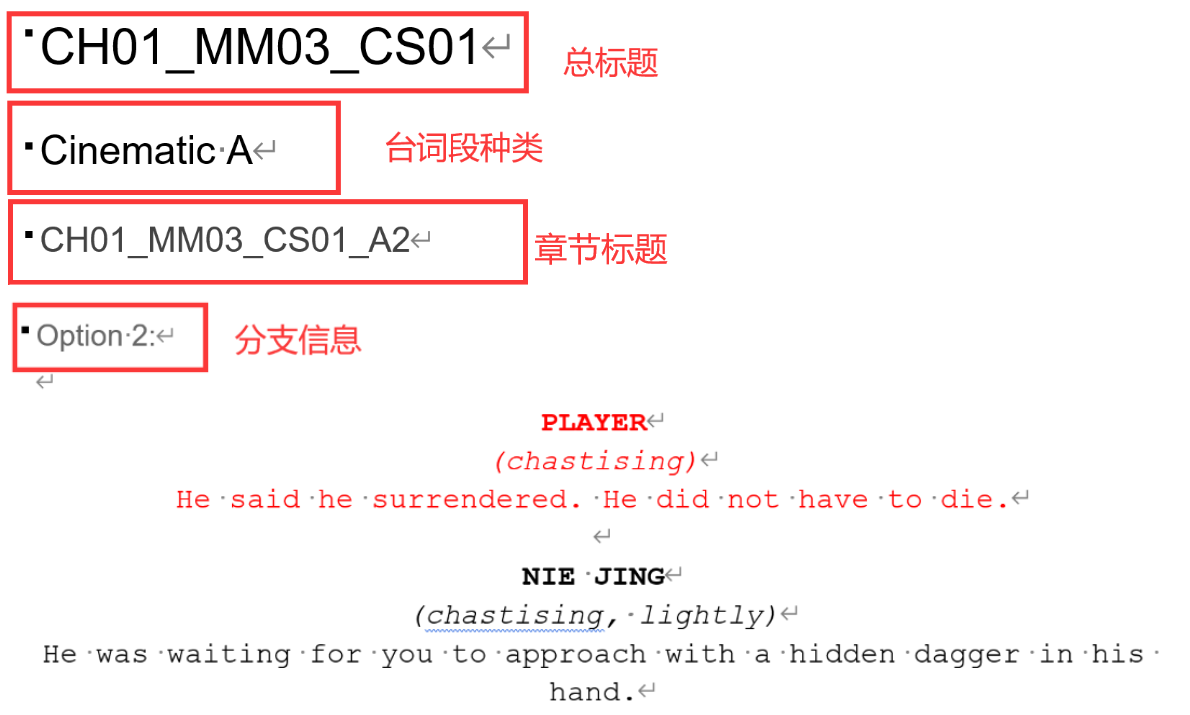 CH01_MM03_CS01
总标题
Cinematic A
台词段种类
CH01_MM03_CS01_A2
章节标题
Option 2:
分支信息
PLAYER
(chastising)
He said he surrendered. He did not have to die.
NIE JING
(chastising, lightly)
He was waiting for you to approach with a hidden dagger in his
hand.